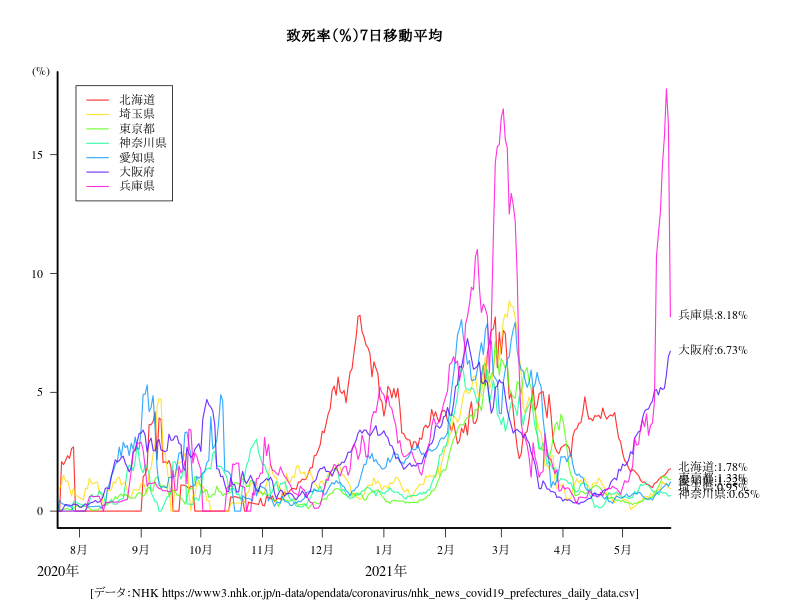 致死率(%)7日移動平均
(%)
北海道
埼玉県
東京都
神奈川県
愛知県
大阪府
兵庫県
15
10
5
0
兵庫県:8.18%
大阪府:6.73%
北海道:1.78%
東京都:1.33%
神奈川県:0.65%
8月 9月 10月 11月 12月 1月 2月 3月 4月 5月
2020年 2021年
[データ:NHK https://www3.nhk.or.jp/n-data/opendata/coronavirus/nhk_news_covid19_prefectures_daily_data.csv]